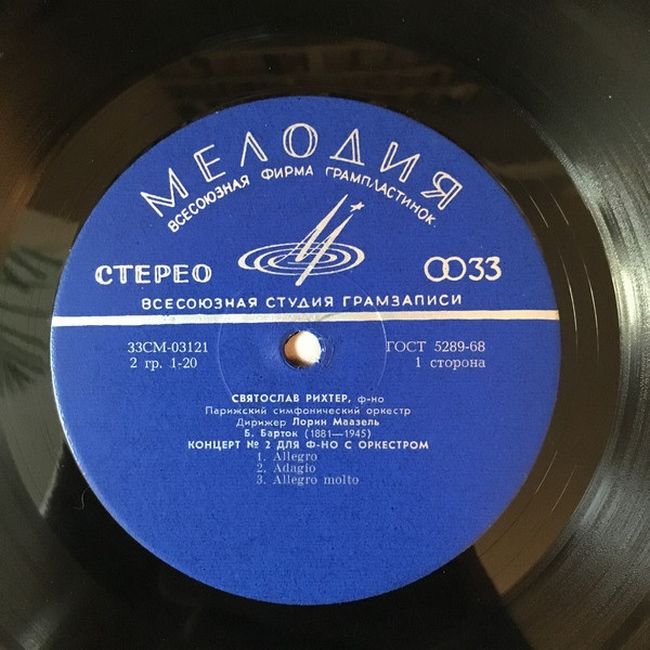 МЕЛОДИЯ
ВСЕСОЮЗНАЯ ФИРМА ГРАМПЛАСТИНОК
СТЕРЕО
33
ВСЕСОЮЗНАЯ СТУДИЯ ГРАМЗАПИСИ
33СМ-03121
ГОСТ 5289-68
2 гр. 1-20
1 сторона
СВЯТОСЛАВ РИХТЕР, ф-но
Парижский симфонический оркестр
Дирижер Лорин Маазель
Б. Барток (1881—1945)
КОНЦЕРТ № 2 ДЛЯ Ф-НО С ОРКЕСТРОМ
1. Allegro
2. Adagio
3. Allegro molto